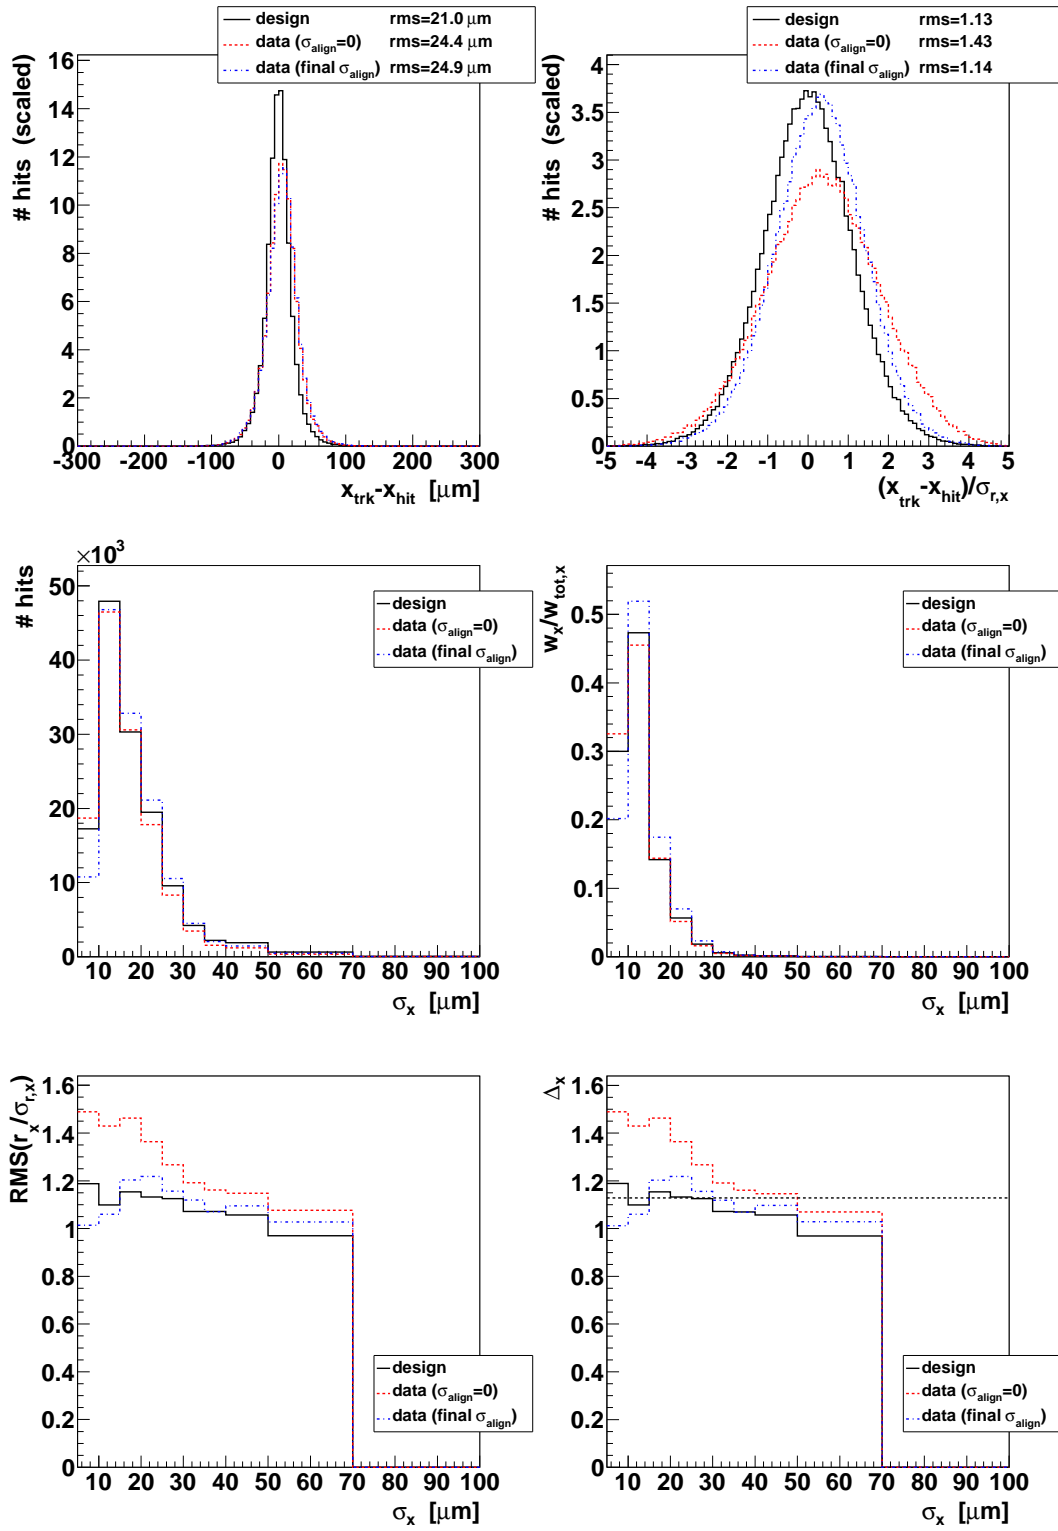 design rms=21.0 μm
data (σalign=0) rms=24.4 μm
data (final σalign) rms=24.9 μm
# hits (scaled)
16
14
12
10
8
6
4
2
0
-300 -200 -100 0 100 200 300
xtrk-xhit [μm]
design rms=1.13
data (σalign=0) rms=1.43
data (final σalign) rms=1.14
# hits (scaled)
4
3.5
3
2.5
2
1.5
1
0.5
0
-5 -4 -3 -2 -1 0 1 2 3 4 5
(xtrk-xhit)/σr,x
×10³
# hits
50
40
30
20
10
0
design
data (σalign=0)
data (final σalign)
10 20 30 40 50 60 70 80 90 100
σx [μm]
wx/wtot,x
0.5
0.4
0.3
0.2
0.1
0
design
data (σalign=0)
data (final σalign)
10 20 30 40 50 60 70 80 90 100
σx [μm]
RMS(rx/σr,x)
1.6
1.4
1.2
1
0.8
0.6
0.4
0.2
0
design
data (σalign=0)
data (final σalign)
10 20 30 40 50 60 70 80 90 100
σx [μm]
Δx
1.6
1.4
1.2
1
0.8
0.6
0.4
0.2
0
design
data (σalign=0)
data (final σalign)
10 20 30 40 50 60 70 80 90 100
σx [μm]